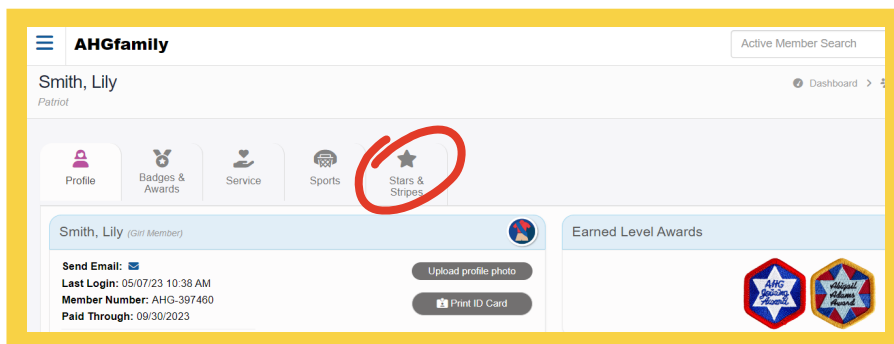 AHGfamily
Active Member Search
Smith, Lily
Patriot
Dashboard >
Profile
Badges &
Awards
Service
Sports
Stars &
Stripes
Smith, Lily (Girl Member)
Send Email:
Last Login: 05/07/23 10:38 AM
Member Number: AHG-397460
Paid Through: 09/30/2023
Upload profile photo
Print ID Card
Earned Level Awards
AHG
Joining
Award
Abigail
Adams
Award